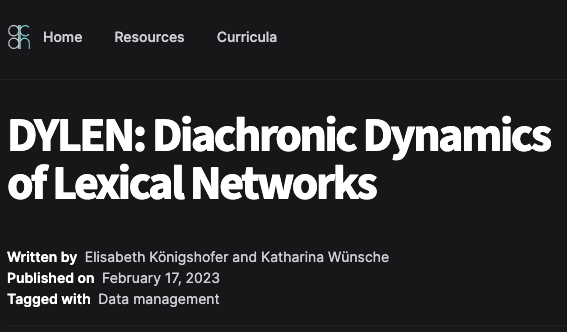 acdh
Home Resources Curricula
DYLEN: Diachronic Dynamics
of Lexical Networks
Written by Elisabeth Königshofer and Katharina Wünsche
Published on February 17, 2023
Tagged with Data management